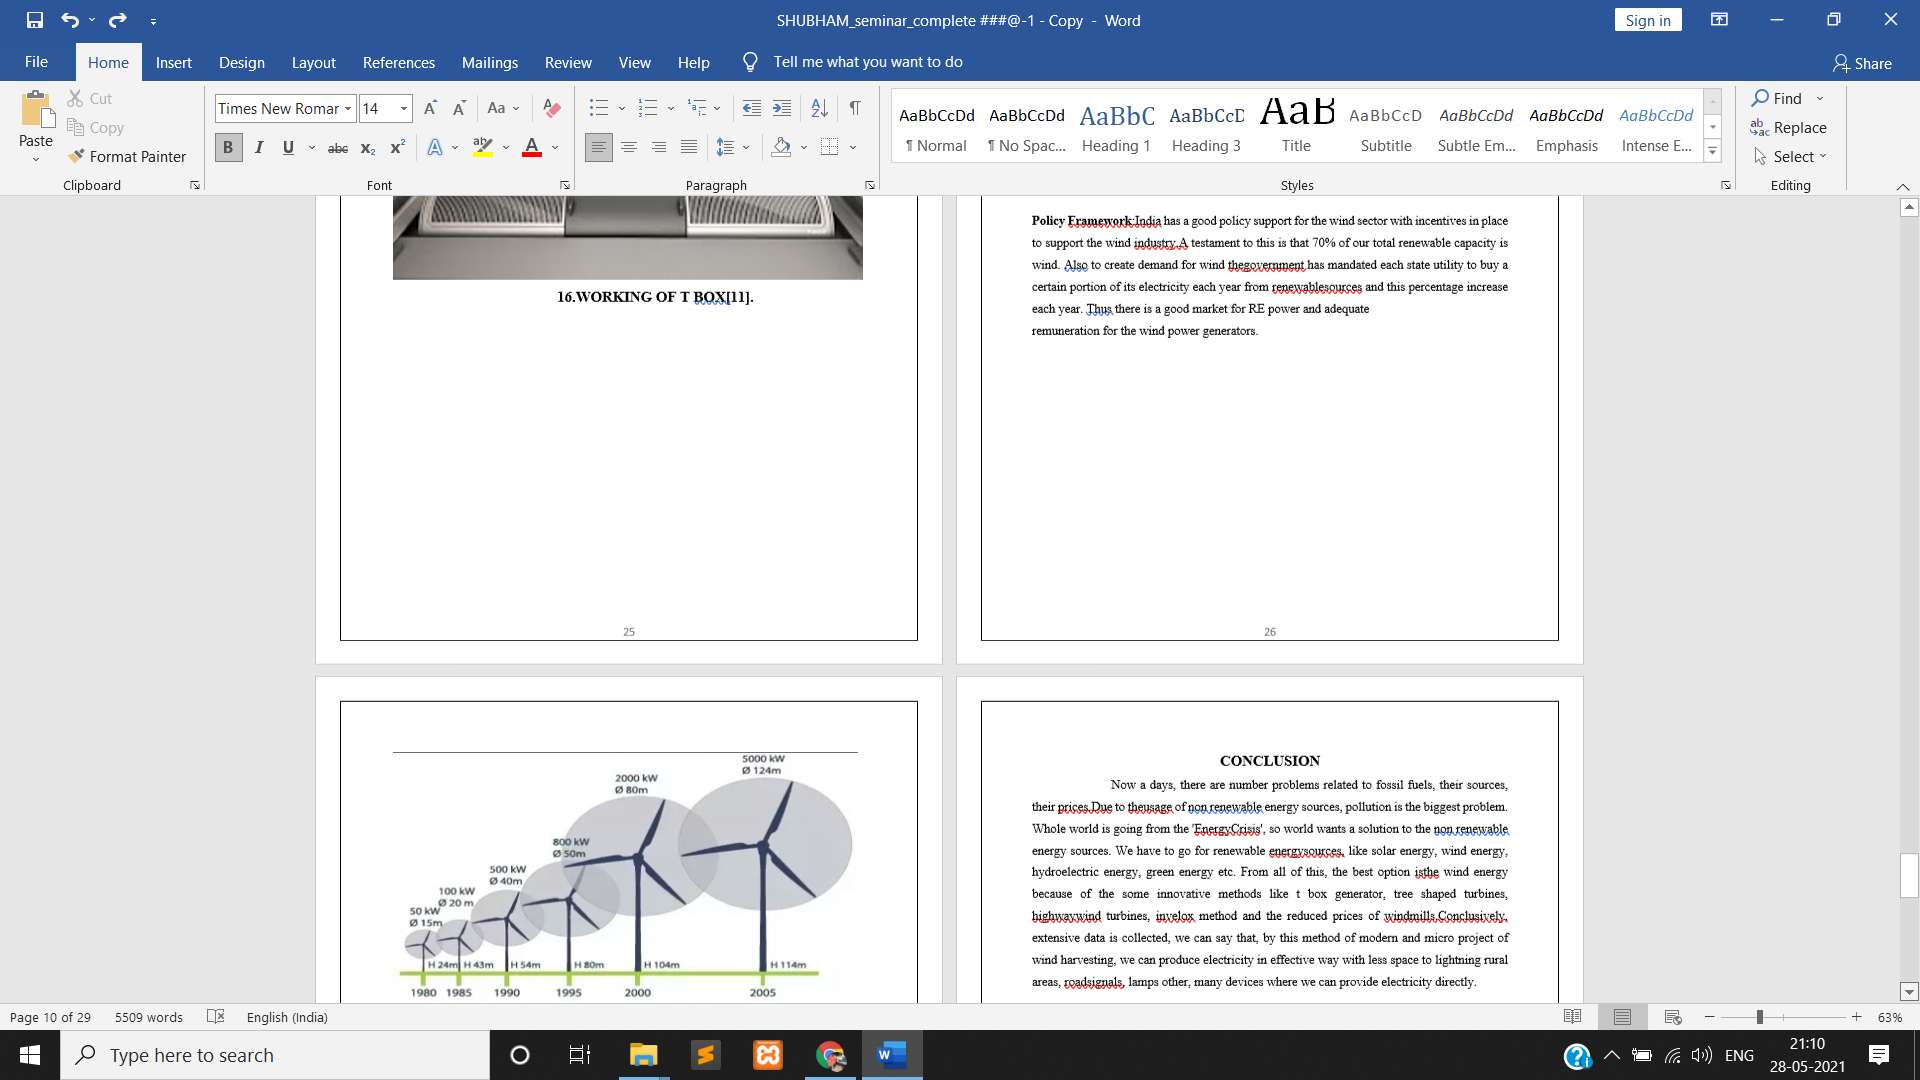 SHUBHAM_seminar_complete ###@-1 - Copy - Word
Sign in
File Home Insert Design Layout References Mailings Review View Help Tell me what you want to do
Share
Paste
Cut
Copy
Format Painter
Clipboard
Times New Romar 14
Font
Paragraph
AaBbCcDd AaBbCcDd AaBbC AaBbCcD AaB AaBbCcD AaBbCcDd AaBbCcDd AaBbCcDd
¶ Normal ¶ No Spac... Heading 1 Heading 3 Title Subtitle Subtle Em... Emphasis Intense E...
Styles
Find
Replace
Select
Editing
16.WORKING OF T BOX[11].
25
Policy Framework:India has a good policy support for the wind sector with incentives in place
to support the wind industry.A testament to this is that 70% of our total renewable capacity is
wind. Also to create demand for wind thegovernment has mandated each state utility to buy a
certain portion of its electricity each year from renewablesources and this percentage increase
each year. Thus there is a good market for RE power and adequate
remuneration for the wind power generators.
26
50 kW
Ø 15m
100 kW
Ø 20 m
500 kW
Ø 40m
800 kW
Ø 50m
2000 kW
Ø 80m
5000 kW
Ø 124m
H 24m H 43m H 54m H 80m H 104m H 114m
1980 1985 1990 1995 2000 2005
CONCLUSION
Now a days, there are number problems related to fossil fuels, their sources,
their prices.Due to theusage of non renewable energy sources, pollution is the biggest problem.
Whole world is going from the 'EnergyCrisis', so world wants a solution to the non renewable
energy sources. We have to go for renewable energysources, like solar energy, wind energy,
hydroelectric energy, green energy etc. From all of this, the best option isthe wind energy
because of the some innovative methods like t box generator, tree shaped turbines,
highwaywind turbines, invelox method and the reduced prices of windmills.Conclusively,
extensive data is collected, we can say that, by this method of modern and micro project of
wind harvesting, we can produce electricity in effective way with less space to lightning rural
areas, roadsignals, lamps other, many devices where we can provide electricity directly.
Page 10 of 29 5509 words English (India)
63%
Type here to search
ENG
21:10
28-05-2021